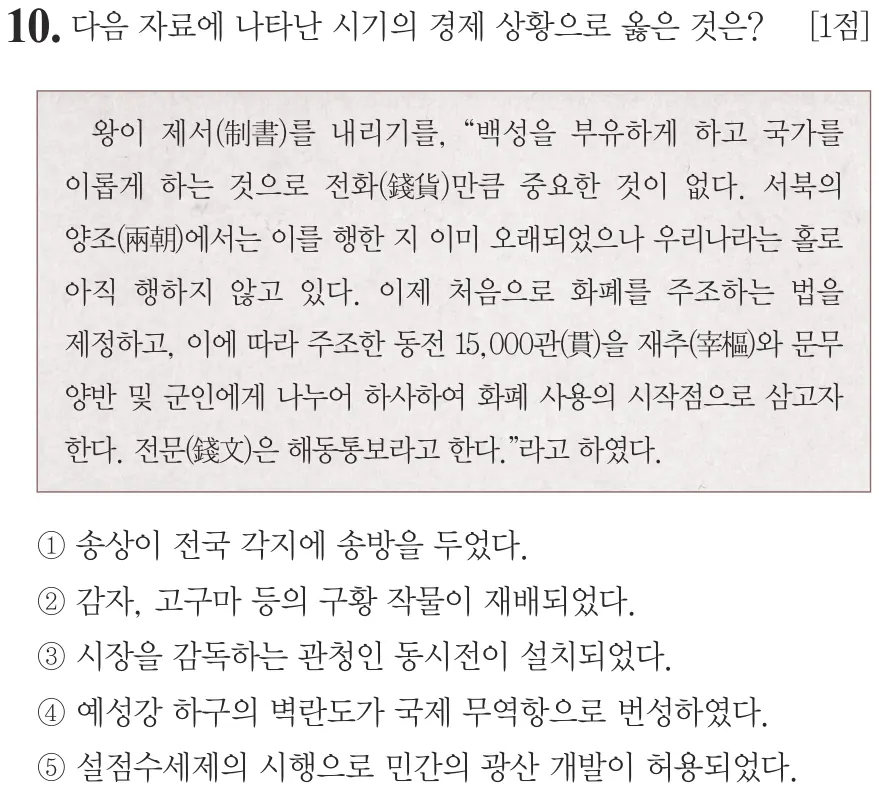 10. 다음 자료에 나타난 시기의 경제 상황으로 옳은 것은? [1점]
왕이 제서(制書)를 내리기를, “백성을 부유하게 하고 국가를
이롭게 하는 것으로 전화(錢貨)만큼 중요한 것이 없다. 서북의
양조(兩朝)에서는 이를 행한 지 이미 오래되었으나 우리나라는 홀로
아직 행하지 않고 있다. 이제 처음으로 화폐를 주조하는 법을
제정하고, 이에 따라 주조한 동전 15,000관(貫)을 재추(宰樞)와 문무
양반 및 군인에게 나누어 하사하여 화폐 사용의 시작점으로 삼고자
한다. 전문(錢文)은 해동통보라고 한다.”라고 하였다.
① 송상이 전국 각지에 송방을 두었다.
② 감자, 고구마 등의 구황 작물이 재배되었다.
③ 시장을 감독하는 관청인 동시전이 설치되었다.
④ 예성강 하구의 벽란도가 국제 무역항으로 번성하였다.
⑤ 설점수세제의 시행으로 민간의 광산 개발이 허용되었다.